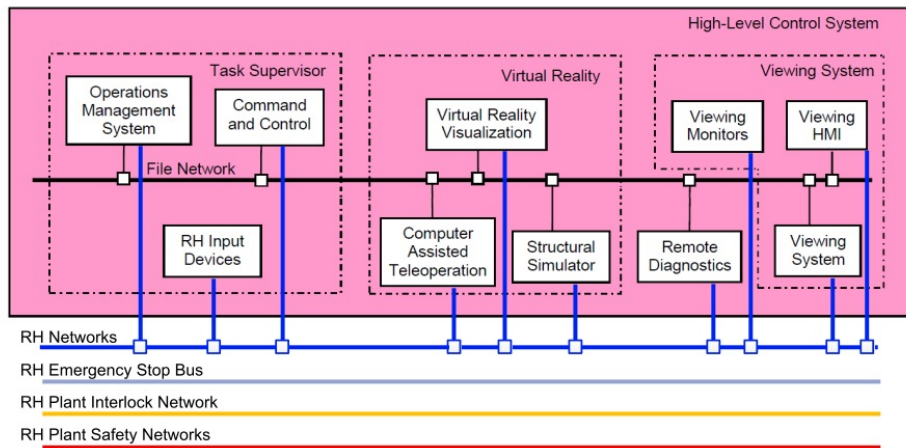 High-Level Control System
Task Supervisor
Virtual Reality
Viewing System
Operations
Management
System
Command
and Control
Virtual Reality
Visualization
Viewing
Monitors
Viewing
HMI
File Network
RH Input
Devices
Computer
Assisted
Teleoperation
Structural
Simulator
Remote
Diagnostics
Viewing
System
RH Networks
RH Emergency Stop Bus
RH Plant Interlock Network
RH Plant Safety Networks